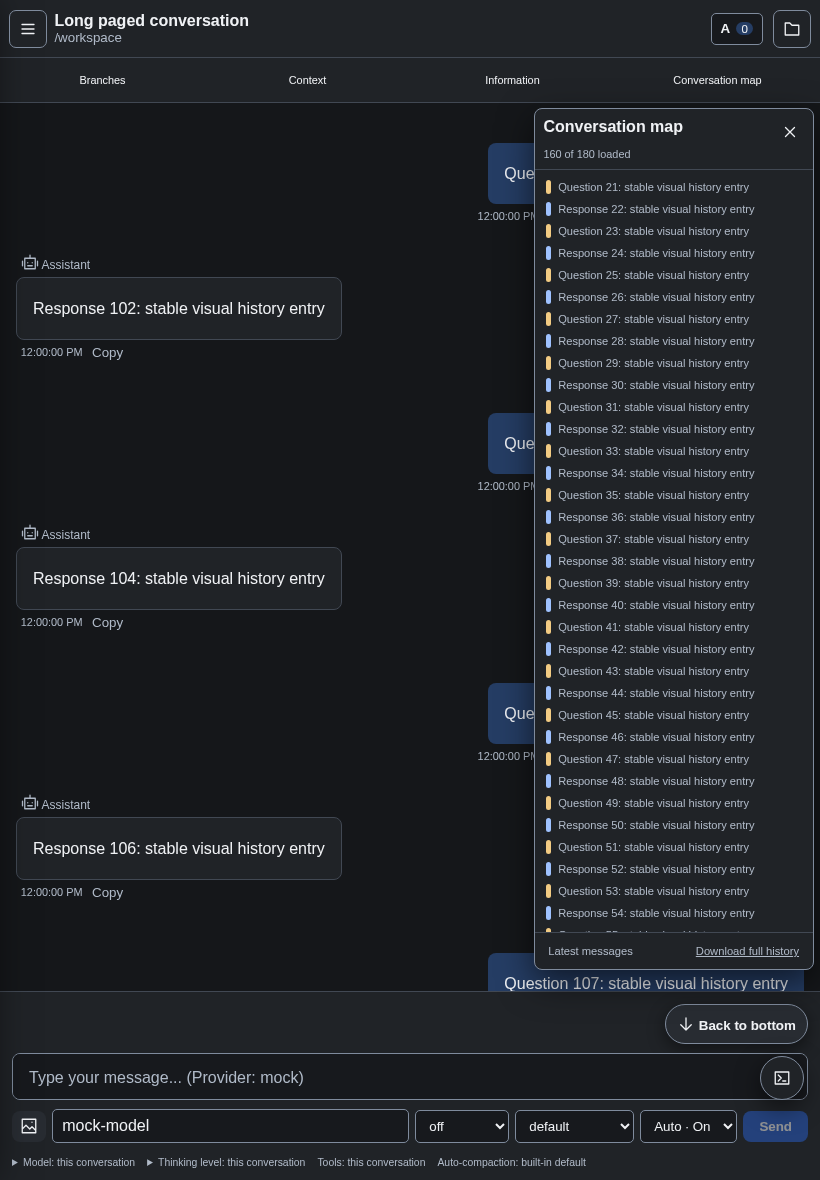 Long paged conversation
/workspace
A 0
Branches
Context
Information
Conversation map
Conversation map
160 of 180 loaded
Question 21: stable visual history entry
Response 22: stable visual history entry
Question 23: stable visual history entry
Response 24: stable visual history entry
Question 25: stable visual history entry
Response 26: stable visual history entry
Question 27: stable visual history entry
Response 28: stable visual history entry
Question 29: stable visual history entry
Response 30: stable visual history entry
Question 31: stable visual history entry
Response 32: stable visual history entry
Question 33: stable visual history entry
Response 34: stable visual history entry
Question 35: stable visual history entry
Response 36: stable visual history entry
Question 37: stable visual history entry
Response 38: stable visual history entry
Question 39: stable visual history entry
Response 40: stable visual history entry
Question 41: stable visual history entry
Response 42: stable visual history entry
Question 43: stable visual history entry
Response 44: stable visual history entry
Question 45: stable visual history entry
Response 46: stable visual history entry
Question 47: stable visual history entry
Response 48: stable visual history entry
Question 49: stable visual history entry
Response 50: stable visual history entry
Question 51: stable visual history entry
Response 52: stable visual history entry
Question 53: stable visual history entry
Response 54: stable visual history entry
Latest messages
Download full history
Que
12:00:00 PM
Assistant
Response 102: stable visual history entry
12:00:00 PM Copy
Que
12:00:00 PM
Assistant
Response 104: stable visual history entry
12:00:00 PM Copy
Que
12:00:00 PM
Assistant
Response 106: stable visual history entry
12:00:00 PM Copy
Question 107: stable visual history entry
Back to bottom
Type your message... (Provider: mock)
mock-model
off
default
Auto · On
Send
Model: this conversation
Thinking level: this conversation
Tools: this conversation
Auto-compaction: built-in default